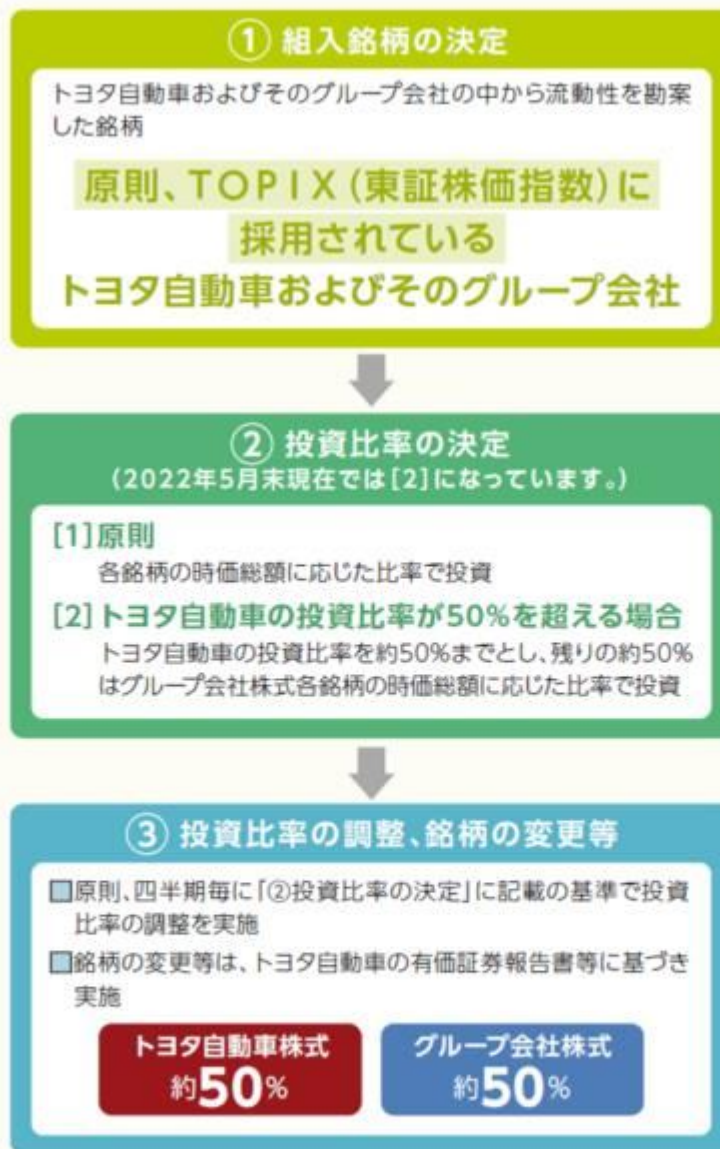 ① 組入銘柄の決定
トヨタ自動車およびそのグループ会社の中から流動性を勘案
した銘柄
原則、TOPIX(東証株価指数)に
採用されている
トヨタ自動車およびそのグループ会社
② 投資比率の決定
(2022年5月末現在では[2]になっています。)
[1]原則
各銘柄の時価総額に応じた比率で投資
[2]トヨタ自動車の投資比率が50%を超える場合
トヨタ自動車の投資比率を約50%までとし、残りの約50%
はグループ会社株式各銘柄の時価総額に応じた比率で投資
③ 投資比率の調整、銘柄の変更等
□原則、四半期毎に「②投資比率の決定」に記載の基準で投資
比率の調整を実施
□銘柄の変更等は、トヨタ自動車の有価証券報告書等に基づき
実施
トヨタ自動車株式
約50%
グループ会社株式
約50%